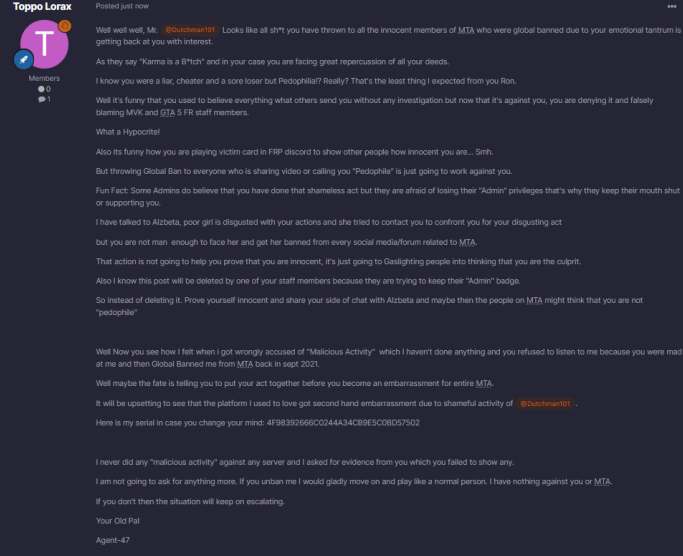 Toppo Lorax
Posted just now
T
Members
0
1
Well well well, Mr. @Dutchman101 Looks like all sh*t you have thrown to all the innocent members of MTA who were global banned due to your emotional tantrum is
getting back at you with interest.
As they say "Karma is a B*tch" and in your case you are facing great repercussion of all your deeds.
I know you were a liar, cheater and a sore loser but Pedophilia!? Really? That's the least thing I expected from you Ron.
Well it's funny that you used to believe everything what others send you without any investigation but now that it's against you, you are denying it and falsely
blaming MVK and GTA 5 FR staff members.
What a Hypocrite!
Also its funny how you are playing victim card in FRP discord to show other people how innocent you are... Smh.
But throwing Global Ban to everyone who is sharing video or calling you "Pedophile" is just going to work against you.
Fun Fact: Some Admins do believe that you have done that shameless act but they are afraid of losing their "Admin" privileges that's why they keep their mouth shut
or supporting you.
I have talked to Alzbeta, poor girl is disgusted with your actions and she tried to contact you to confront you for your disgusting act
but you are not man enough to face her and get her banned from every social media/forum related to MTA.
That action is not going to help you prove that you are innocent, it's just going to Gaslighting people into thinking that you are the culprit.
Also I know this post will be deleted by one of your staff members because they are trying to keep their "Admin" badge.
So instead of deleting it. Prove yourself innocent and share your side of chat with Alzbeta and maybe then the people on MTA might think that you are not
"pedophile"
Well Now you see how I felt when I got wrongly accused of "Malicious Activity" which I haven't done anything and you refused to listen to me because you were mad
at me and then Global Banned me from MTA back in sept 2021.
Well maybe the fate is telling you to put your act together before you become an embarrassment for entire MTA.
It will be upsetting to see that the platform I used to love got second hand embarrassment due to shameful activity of @Dutchman101 .
Here is my serial in case you change your mind: 4F98392666C0244A34CB9E5C0BD57502
I never did any "malicious activity" against any server and I asked for evidence from you which you failed to show any.
I am not going to ask for anything more. If you unban me I would gladly move on and play like a normal person. I have nothing against you or MTA.
If you don't then the situation will keep on escalating.
Your Old Pal
Agent-47